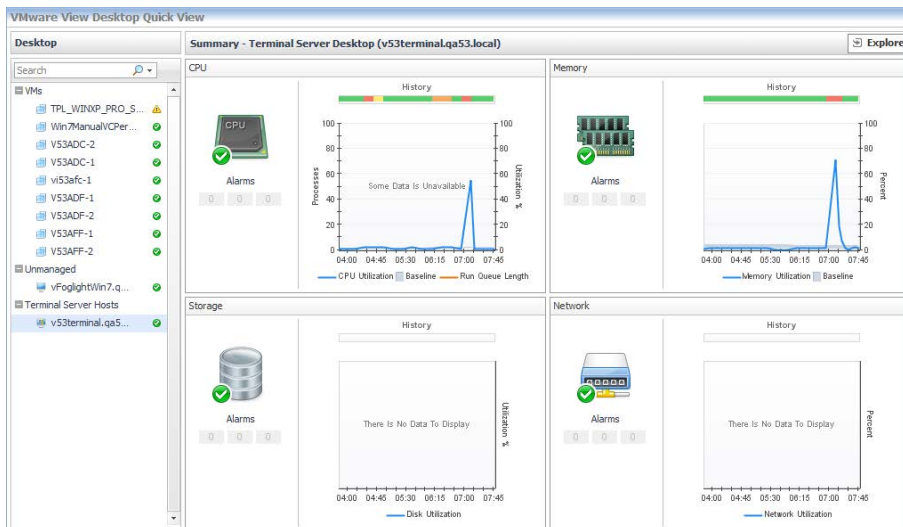 VMware View Desktop Quick View
Desktop
Summary - Terminal Server Desktop (v53terminal.qa53.local)
Explore
Search
VMs
TPL_WINXP_PRO_S...
Win7ManualVCPer...
V53ADC-2
V53ADC-1
vi53afc-1
V53ADF-1
V53ADF-2
V53AFF-1
V53AFF-2
Unmanaged
vFoglightWin7.q...
Terminal Server Hosts
v53terminal.qa5...
CPU
History
CPU
Alarms
0 0 0
Processes
100
80
60
40
20
0
Some Data Is Unavailable
100
80
60
40
20
0
Utilization %
04:00 04:45 05:30 06:15 07:00 07:45
CPU Utilization Baseline Run Queue Length
Memory
History
Alarms
0 0 0
100
80
60
40
20
0
Percent
04:00 04:45 05:30 06:15 07:00 07:45
Memory Utilization Baseline
Storage
History
Alarms
0 0 0
There Is No Data To Display
Utilization %
04:00 04:45 05:30 06:15 07:00 07:45
Disk Utilization
Network
History
Alarms
0 0 0
There Is No Data To Display
Percent
04:00 04:45 05:30 06:15 07:00 07:45
Network Utilization